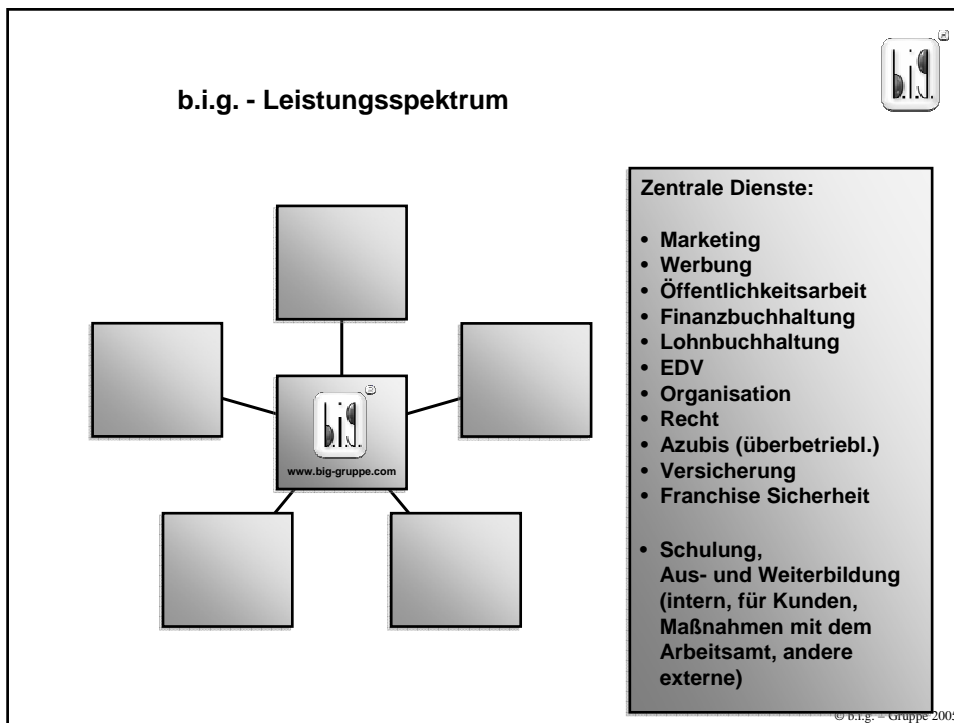 b.i.g.
b.i.g. - Leistungsspektrum
Zentrale Dienste:
• Marketing
• Werbung
• Öffentlichkeitsarbeit
• Finanzbuchhaltung
• Lohnbuchhaltung
• EDV
• Organisation
• Recht
• Azubis (überbetriebl.)
• Versicherung
• Franchise Sicherheit
• Schulung,
Aus- und Weiterbildung
(intern, für Kunden,
Maßnahmen mit dem
Arbeitsamt, andere
externe)
b.i.g.
www.big-gruppe.com
© b.i.g. – Gruppe 2005